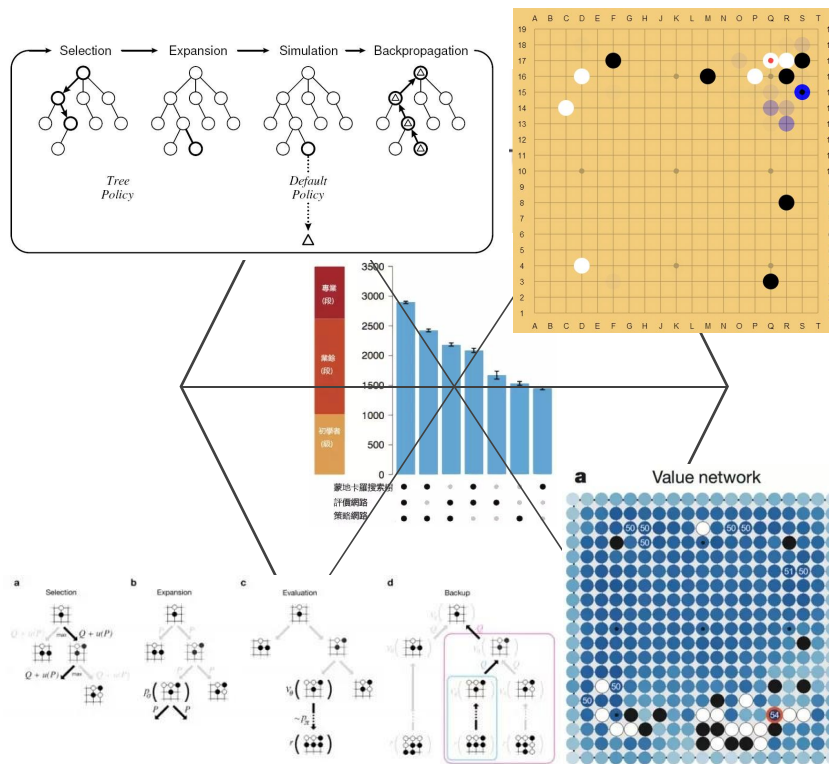 Selection Expansion Simulation Backpropagation
Tree
Policy
Default
Policy
A B C D E F G H J K L M N O P Q R S T
19
18
17
16
15
14
13
12
11
10
9
8
7
6
5
4
3
2
1
A B C D E F G H J K L M N O P Q R S T
專業
(段)
業餘
(段)
初學者
(級)
3500
3000
2500
2000
1500
1000
500
0
蒙地卡羅搜索樹
評價網路
策略網路
a Value network
50 50 50 50
50
50
51 50
50
50
54
a b c d
Selection Expansion Evaluation Backup
Q + u(P) max Q + u(P)
Q + u(P) max Q + u(P)
P P